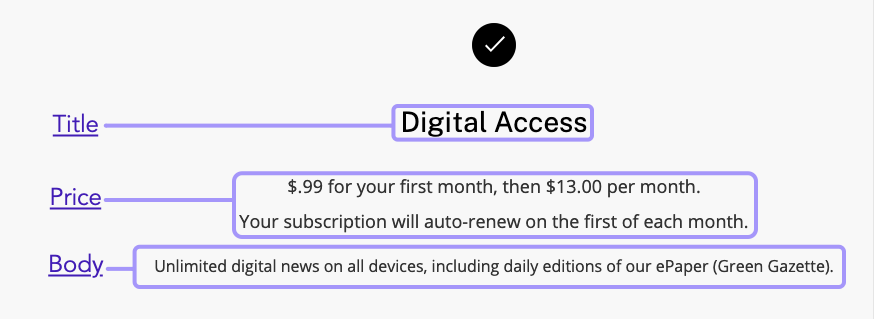 Title
Digital Access
Price
$.99 for your first month, then $13.00 per month.
Your subscription will auto-renew on the first of each month.
Body
Unlimited digital news on all devices, including daily editions of our ePaper (Green Gazette).